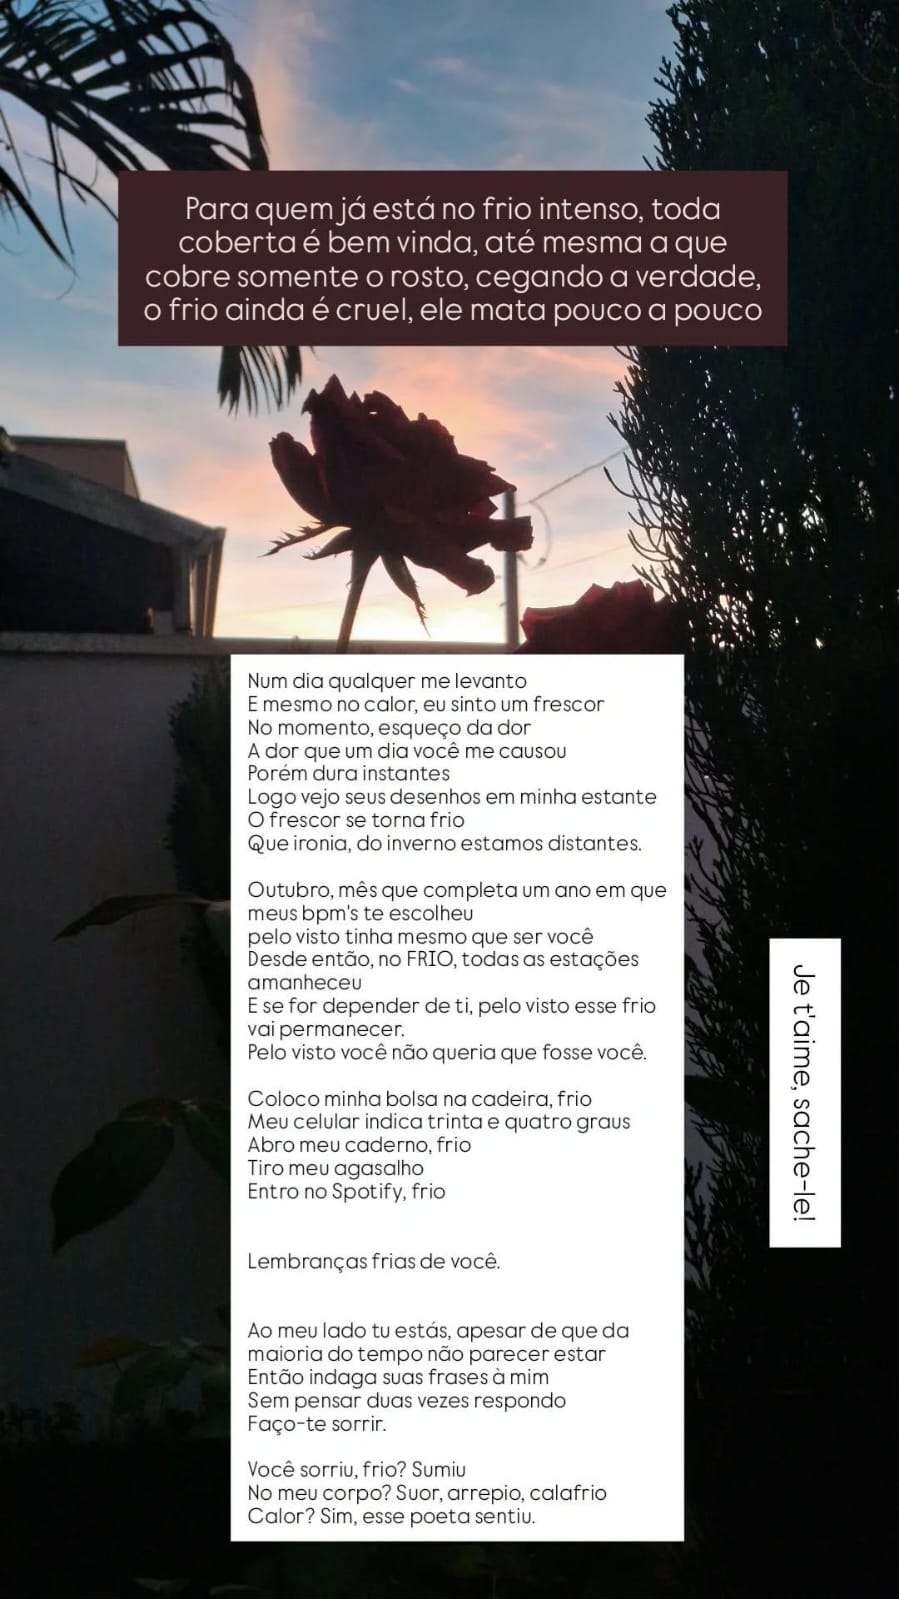 Para quem já está no frio intenso, toda
coberta é bem vinda, até mesma a que
cobre somente o rosto, cegando a verdade,
o frio ainda é cruel, ele mata pouco a pouco
Num dia qualquer me levanto
E mesmo no calor, eu sinto um frescor
No momento, esqueço da dor
A dor que um dia você me causou
Porém dura instantes
Logo vejo seus desenhos em minha estante
O frescor se torna frio
Que ironia, do inverno estamos distantes.
Outubro, mês que completa um ano em que
meus bpm's te escolheu
pelo visto tinha mesmo que ser você
Desde então, no FRIO, todas as estações
amanheceu
E se for depender de ti, pelo visto esse frio
vai permanecer.
Pelo visto você não queria que fosse você.
Coloco minha bolsa na cadeira, frio
Meu celular indica trinta e quatro graus
Abro meu caderno, frio
Tiro meu agasalho
Entro no Spotify, frio
Lembranças frias de você.
Ao meu lado tu estás, apesar de que da
maioria do tempo não parecer estar
Então indaga suas frases à mim
Sem pensar duas vezes respondo
Faço-te sorrir.
Você sorriu, frio? Sumiu
No meu corpo? Suor, arrepio, calafrio
Calor? Sim, esse poeta sentiu.
Je t'aime, sache-le!